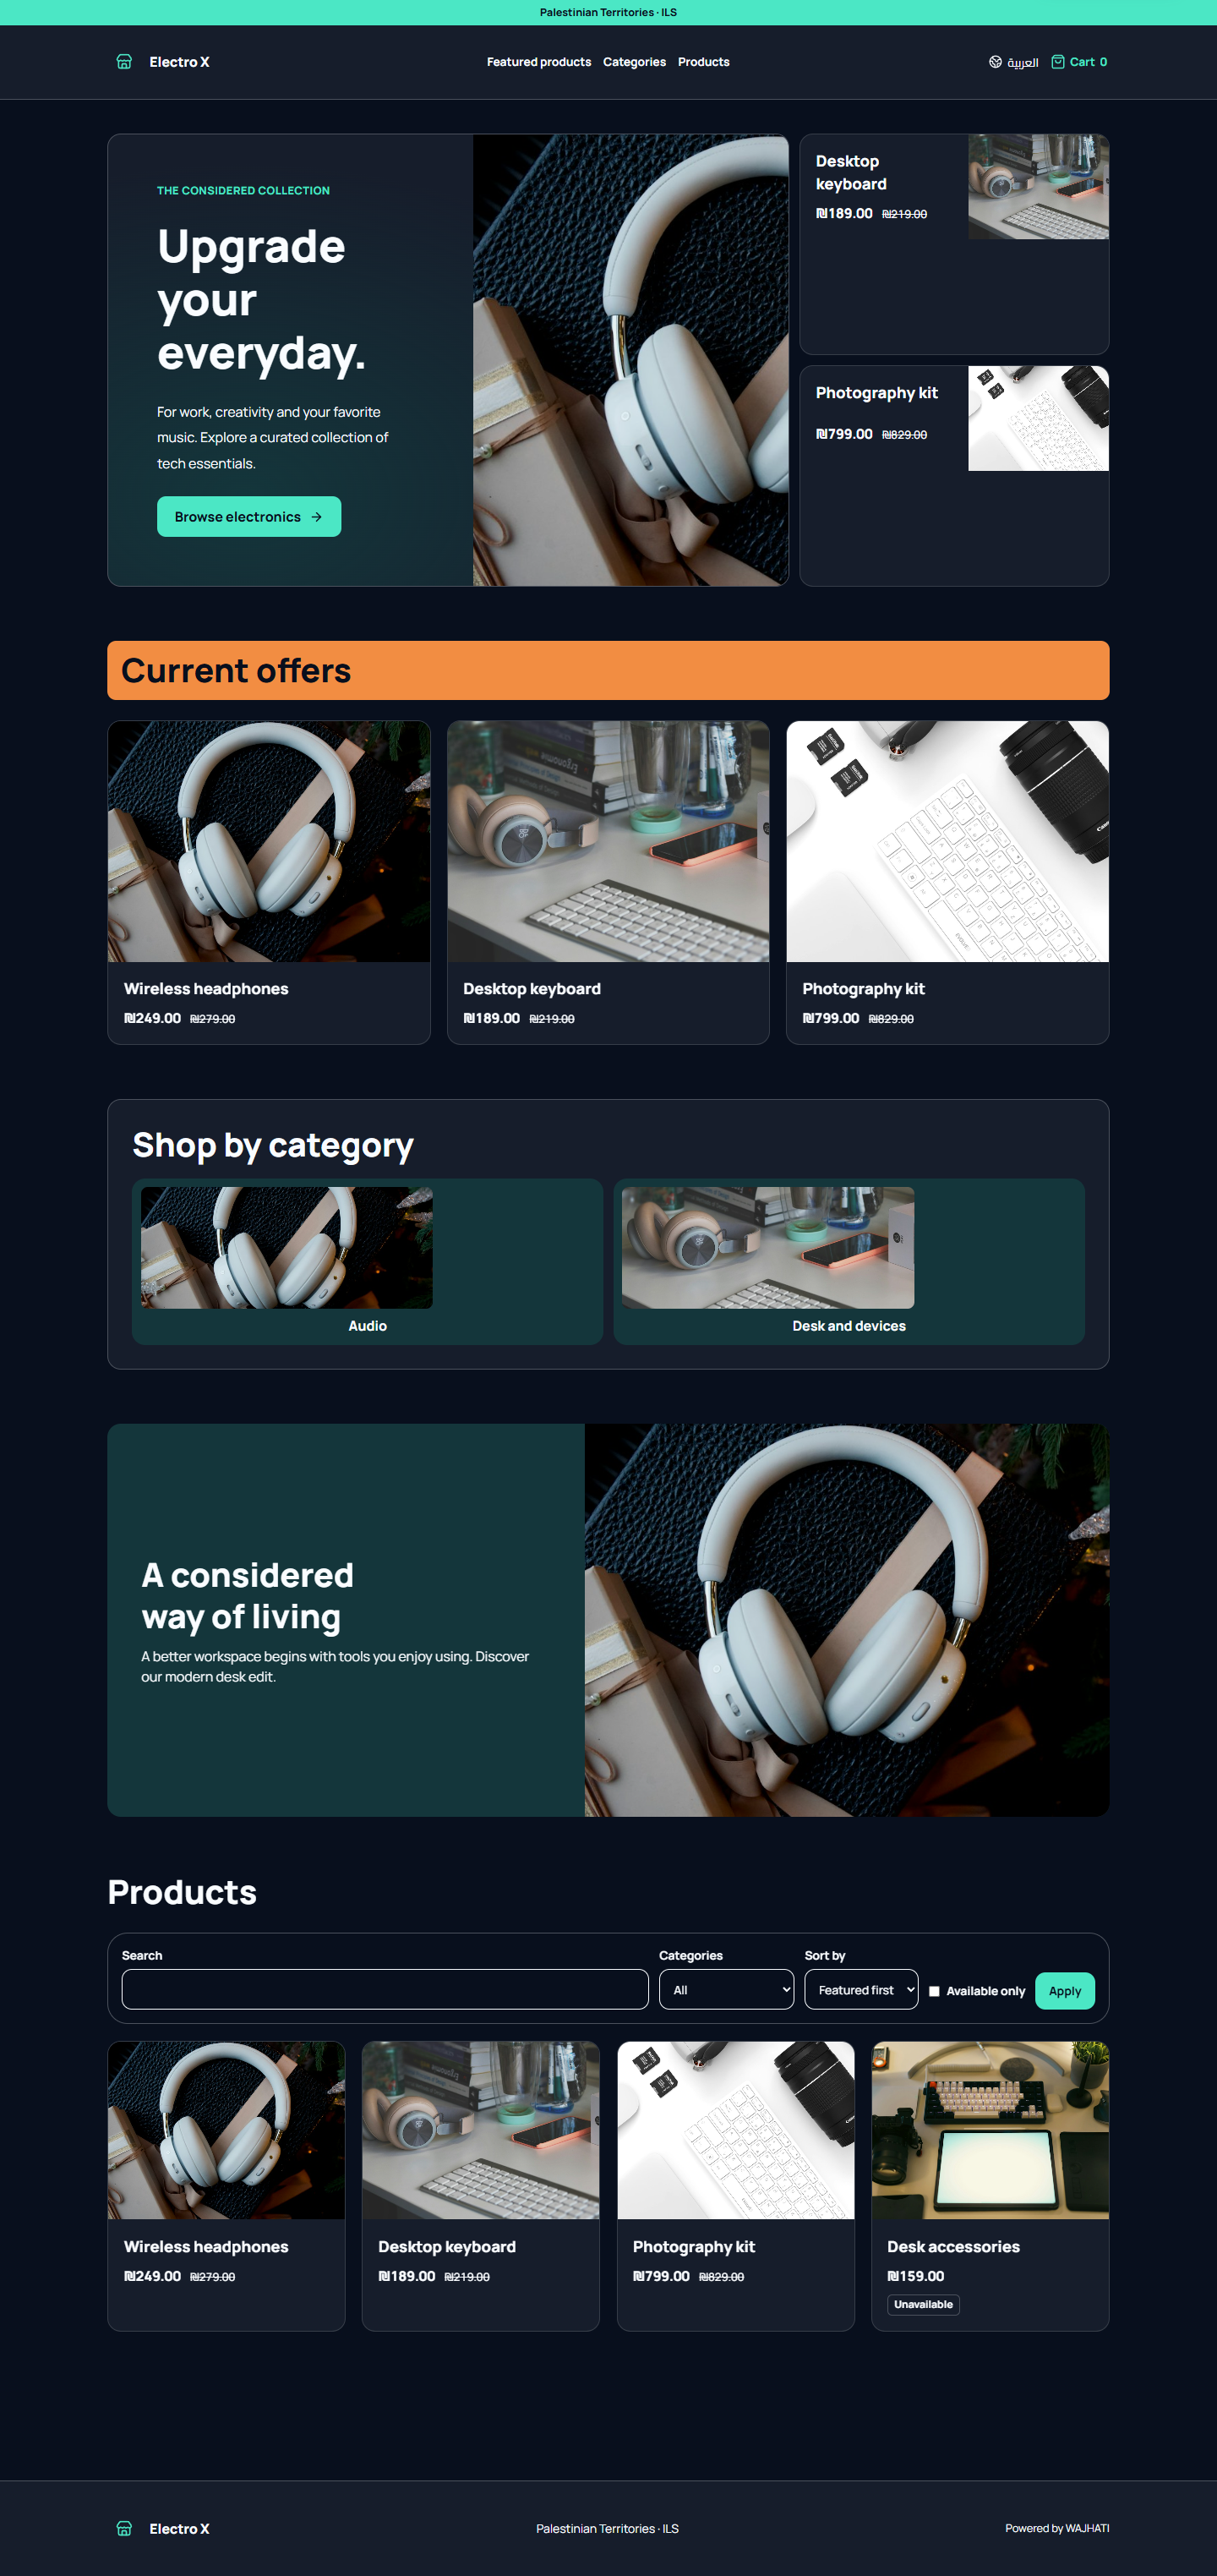 Palestinian Territories · ILS
Electro X
Featured products
Categories
Products
العربية
Cart 0
THE CONSIDERED COLLECTION
Upgrade
your
everyday.
For work, creativity and your favorite
music. Explore a curated collection of
tech essentials.
Browse electronics
Desktop
keyboard
₪189.00 ₪219.00
Photography kit
₪799.00 ₪829.00
Current offers
Wireless headphones
₪249.00 ₪279.00
Desktop keyboard
₪189.00 ₪219.00
Photography kit
₪799.00 ₪829.00
Shop by category
Audio
Desk and devices
A considered
way of living
A better workspace begins with tools you enjoy using. Discover
our modern desk edit.
Products
Search
Categories
All
Sort by
Featured first
Available only
Apply
Wireless headphones
₪249.00 ₪279.00
Desktop keyboard
₪189.00 ₪219.00
Photography kit
₪799.00 ₪829.00
Desk accessories
₪159.00
Unavailable
Electro X
Palestinian Territories · ILS
Powered by WAJHATI